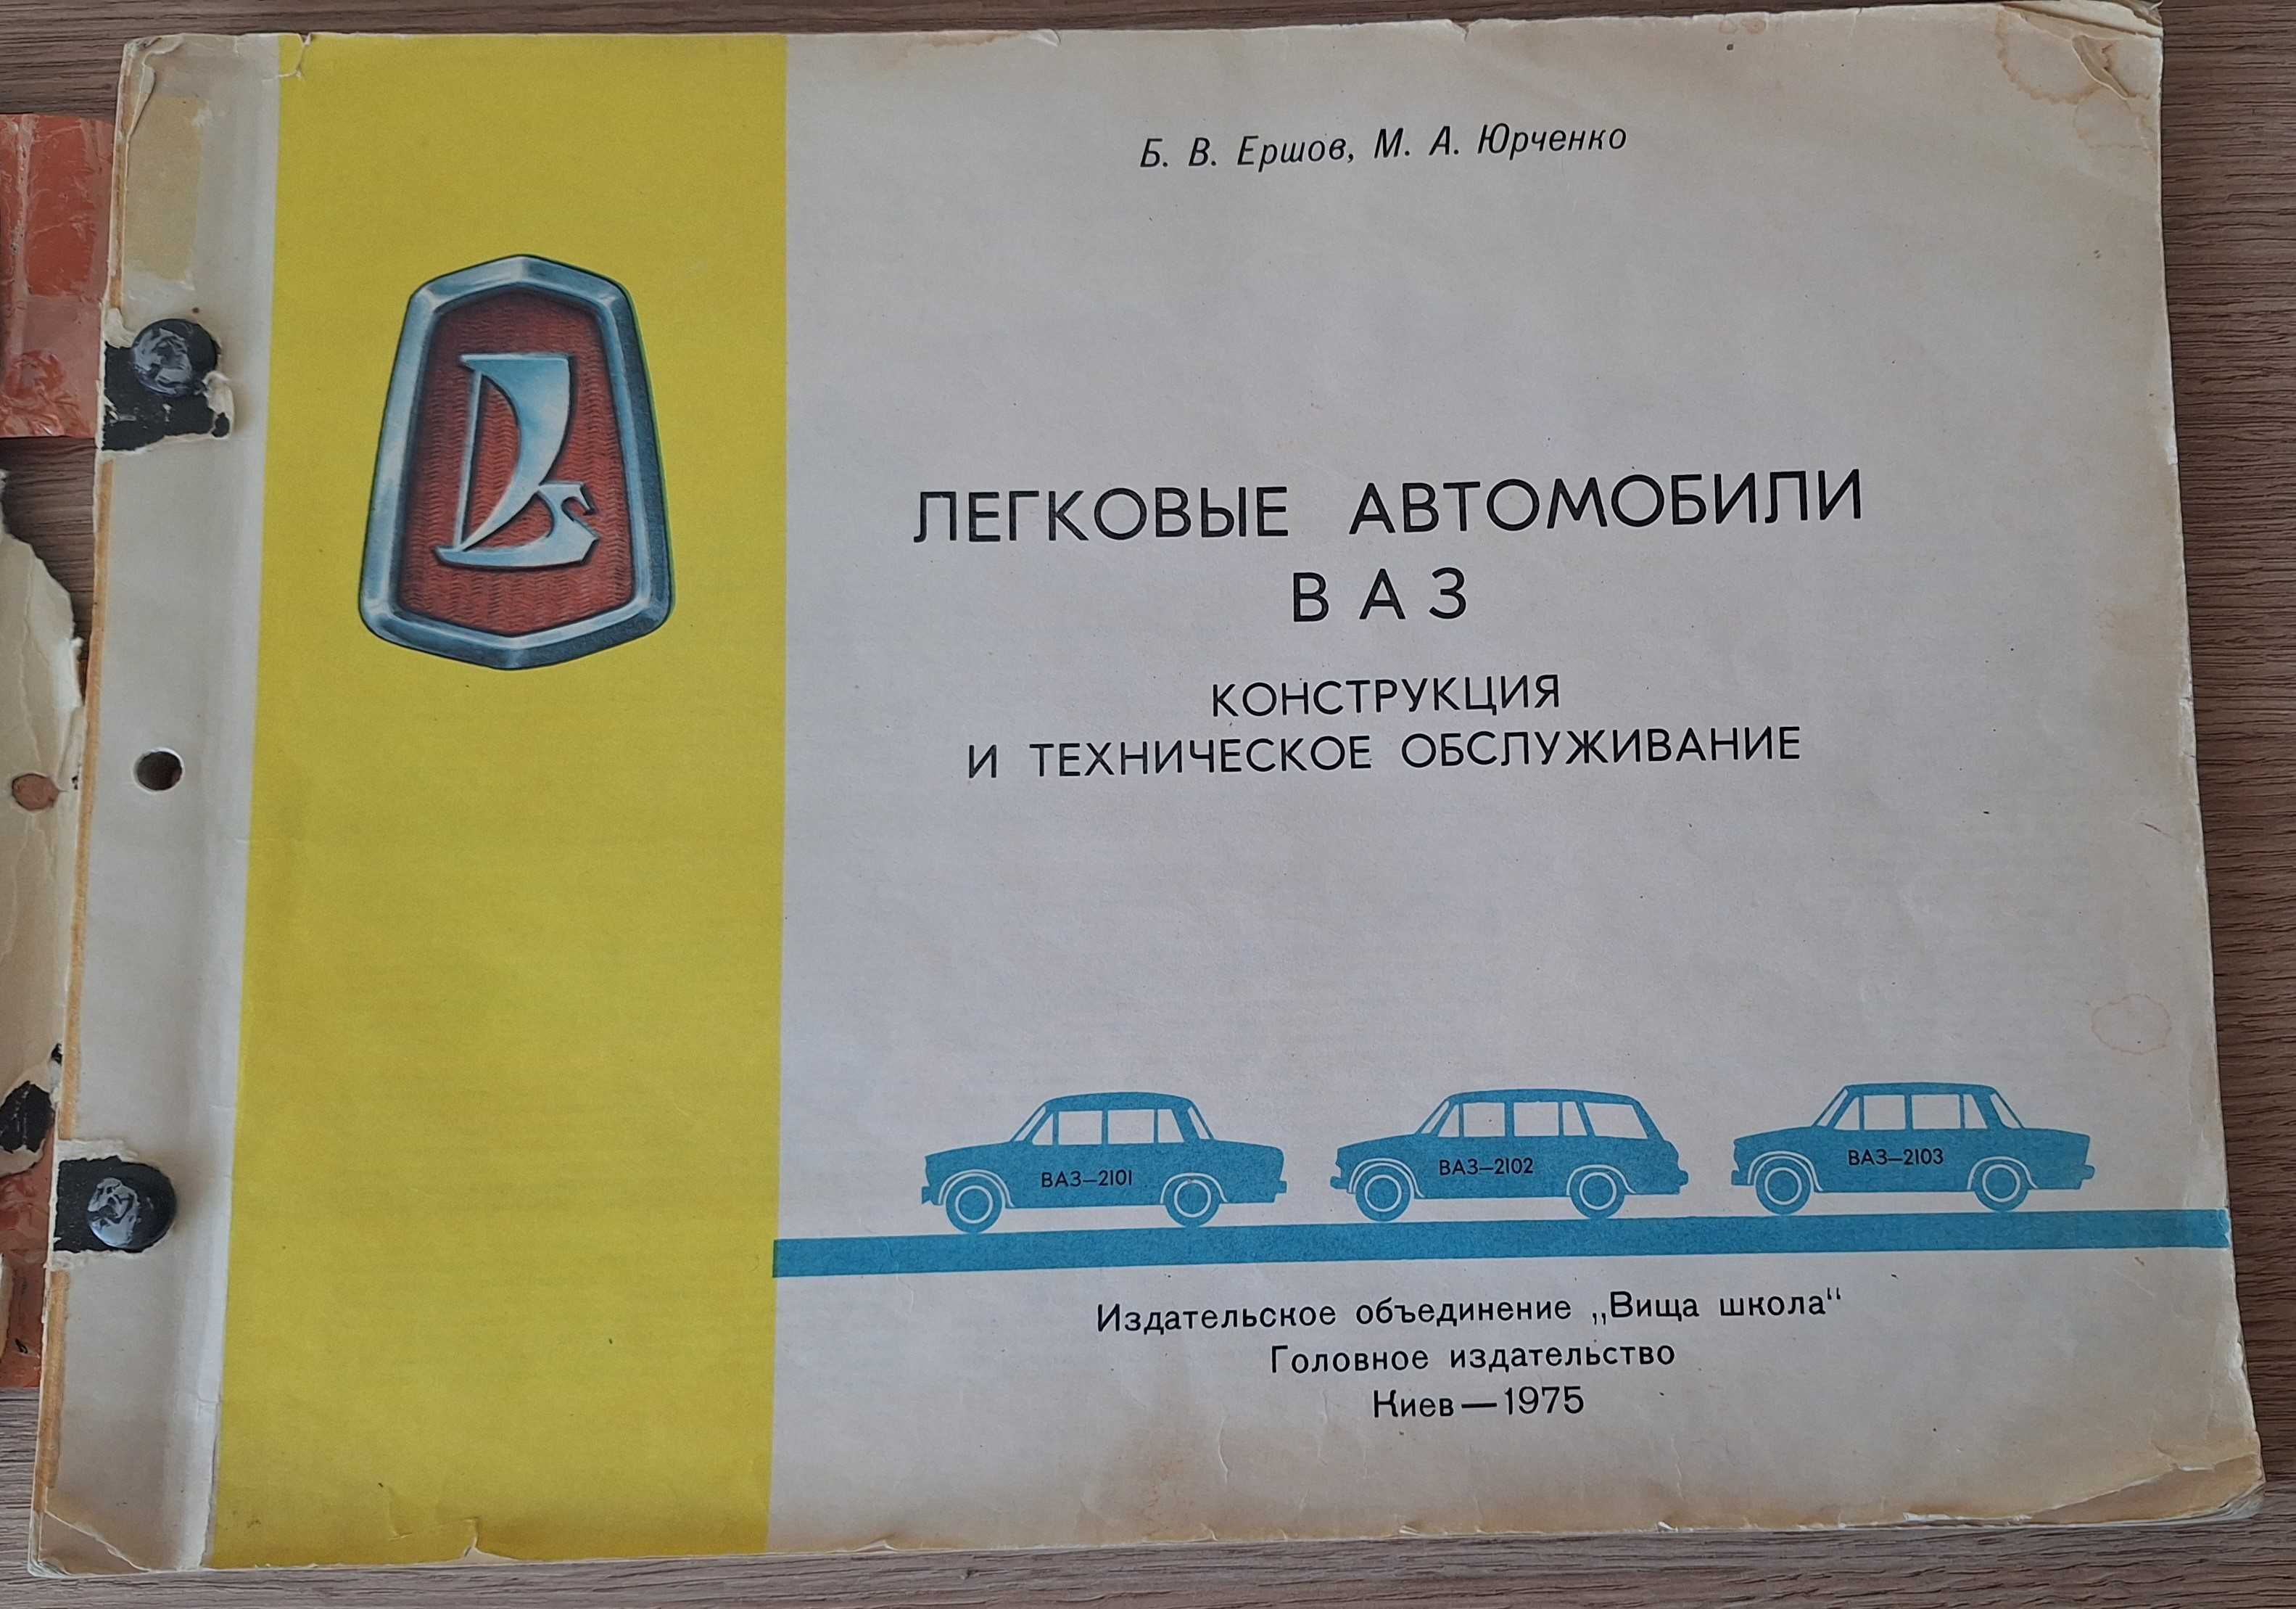 Б. В. Ершов, М. А. Юрченко
ЛЕГКОВЫЕ АВТОМОБИЛИ
ВАЗ
КОНСТРУКЦИЯ
И ТЕХНИЧЕСКОЕ ОБСЛУЖИВАНИЕ
ВАЗ—2101
ВАЗ—2102
ВАЗ—2103
Издательское объединение „Вища школа“
Головное издательство
Киев — 1975